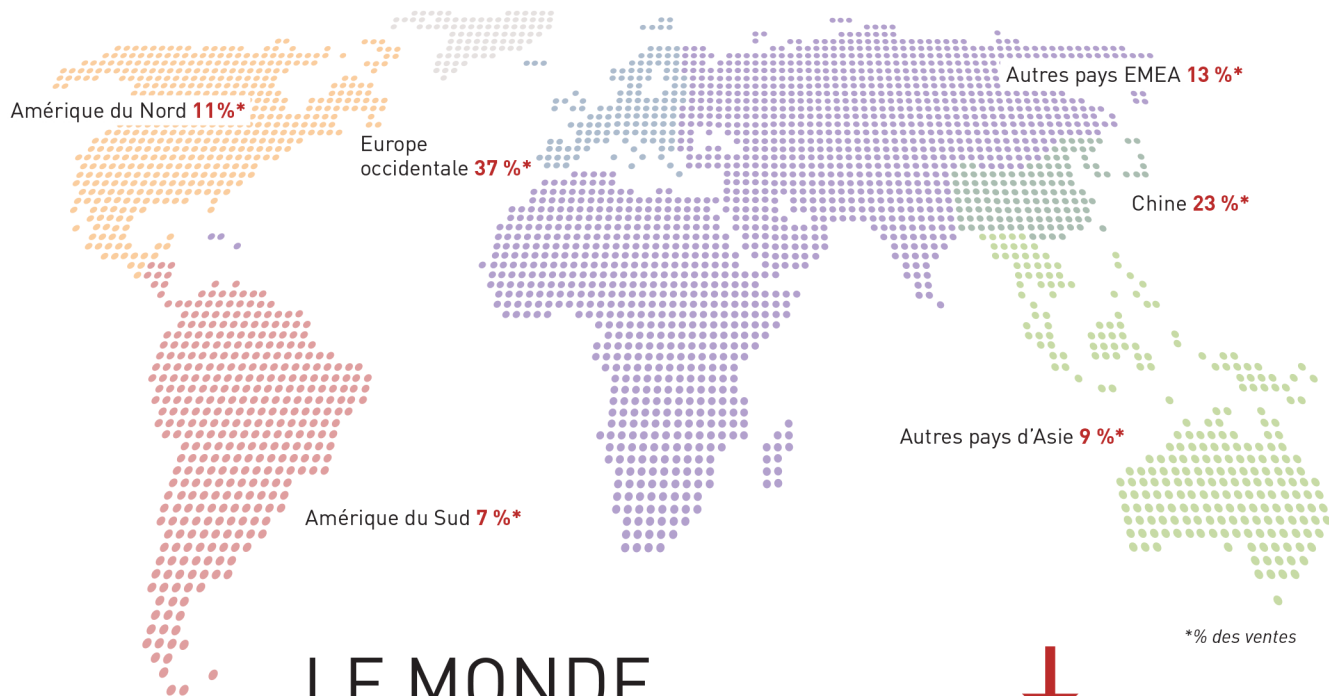 Autres pays EMEA 13 %*
Amérique du Nord 11%*
Europe
occidentale 37 %*
Chine 23 %*
Autres pays d’Asie 9 %*
Amérique du Sud 7 %*
*% des ventes
LE MONDE